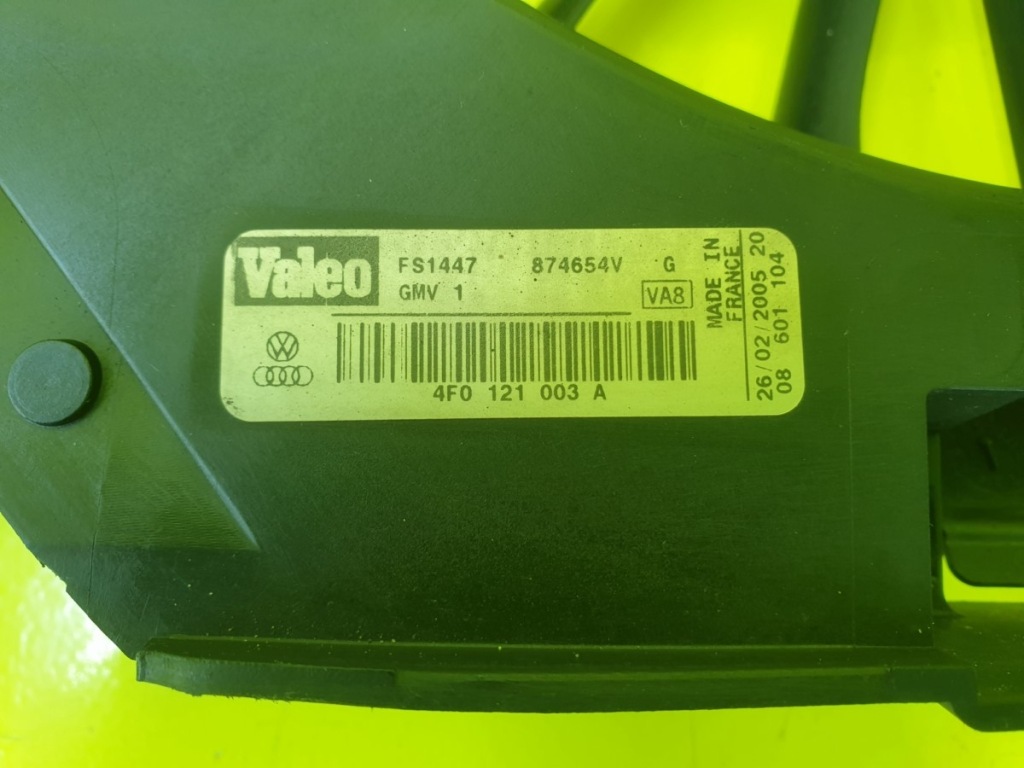 Valeo
FS1447 874654V G
GMV 1 VA8
4F0 121 003 A
MADE IN
FRANCE
26/02/2005 20
08 601 104